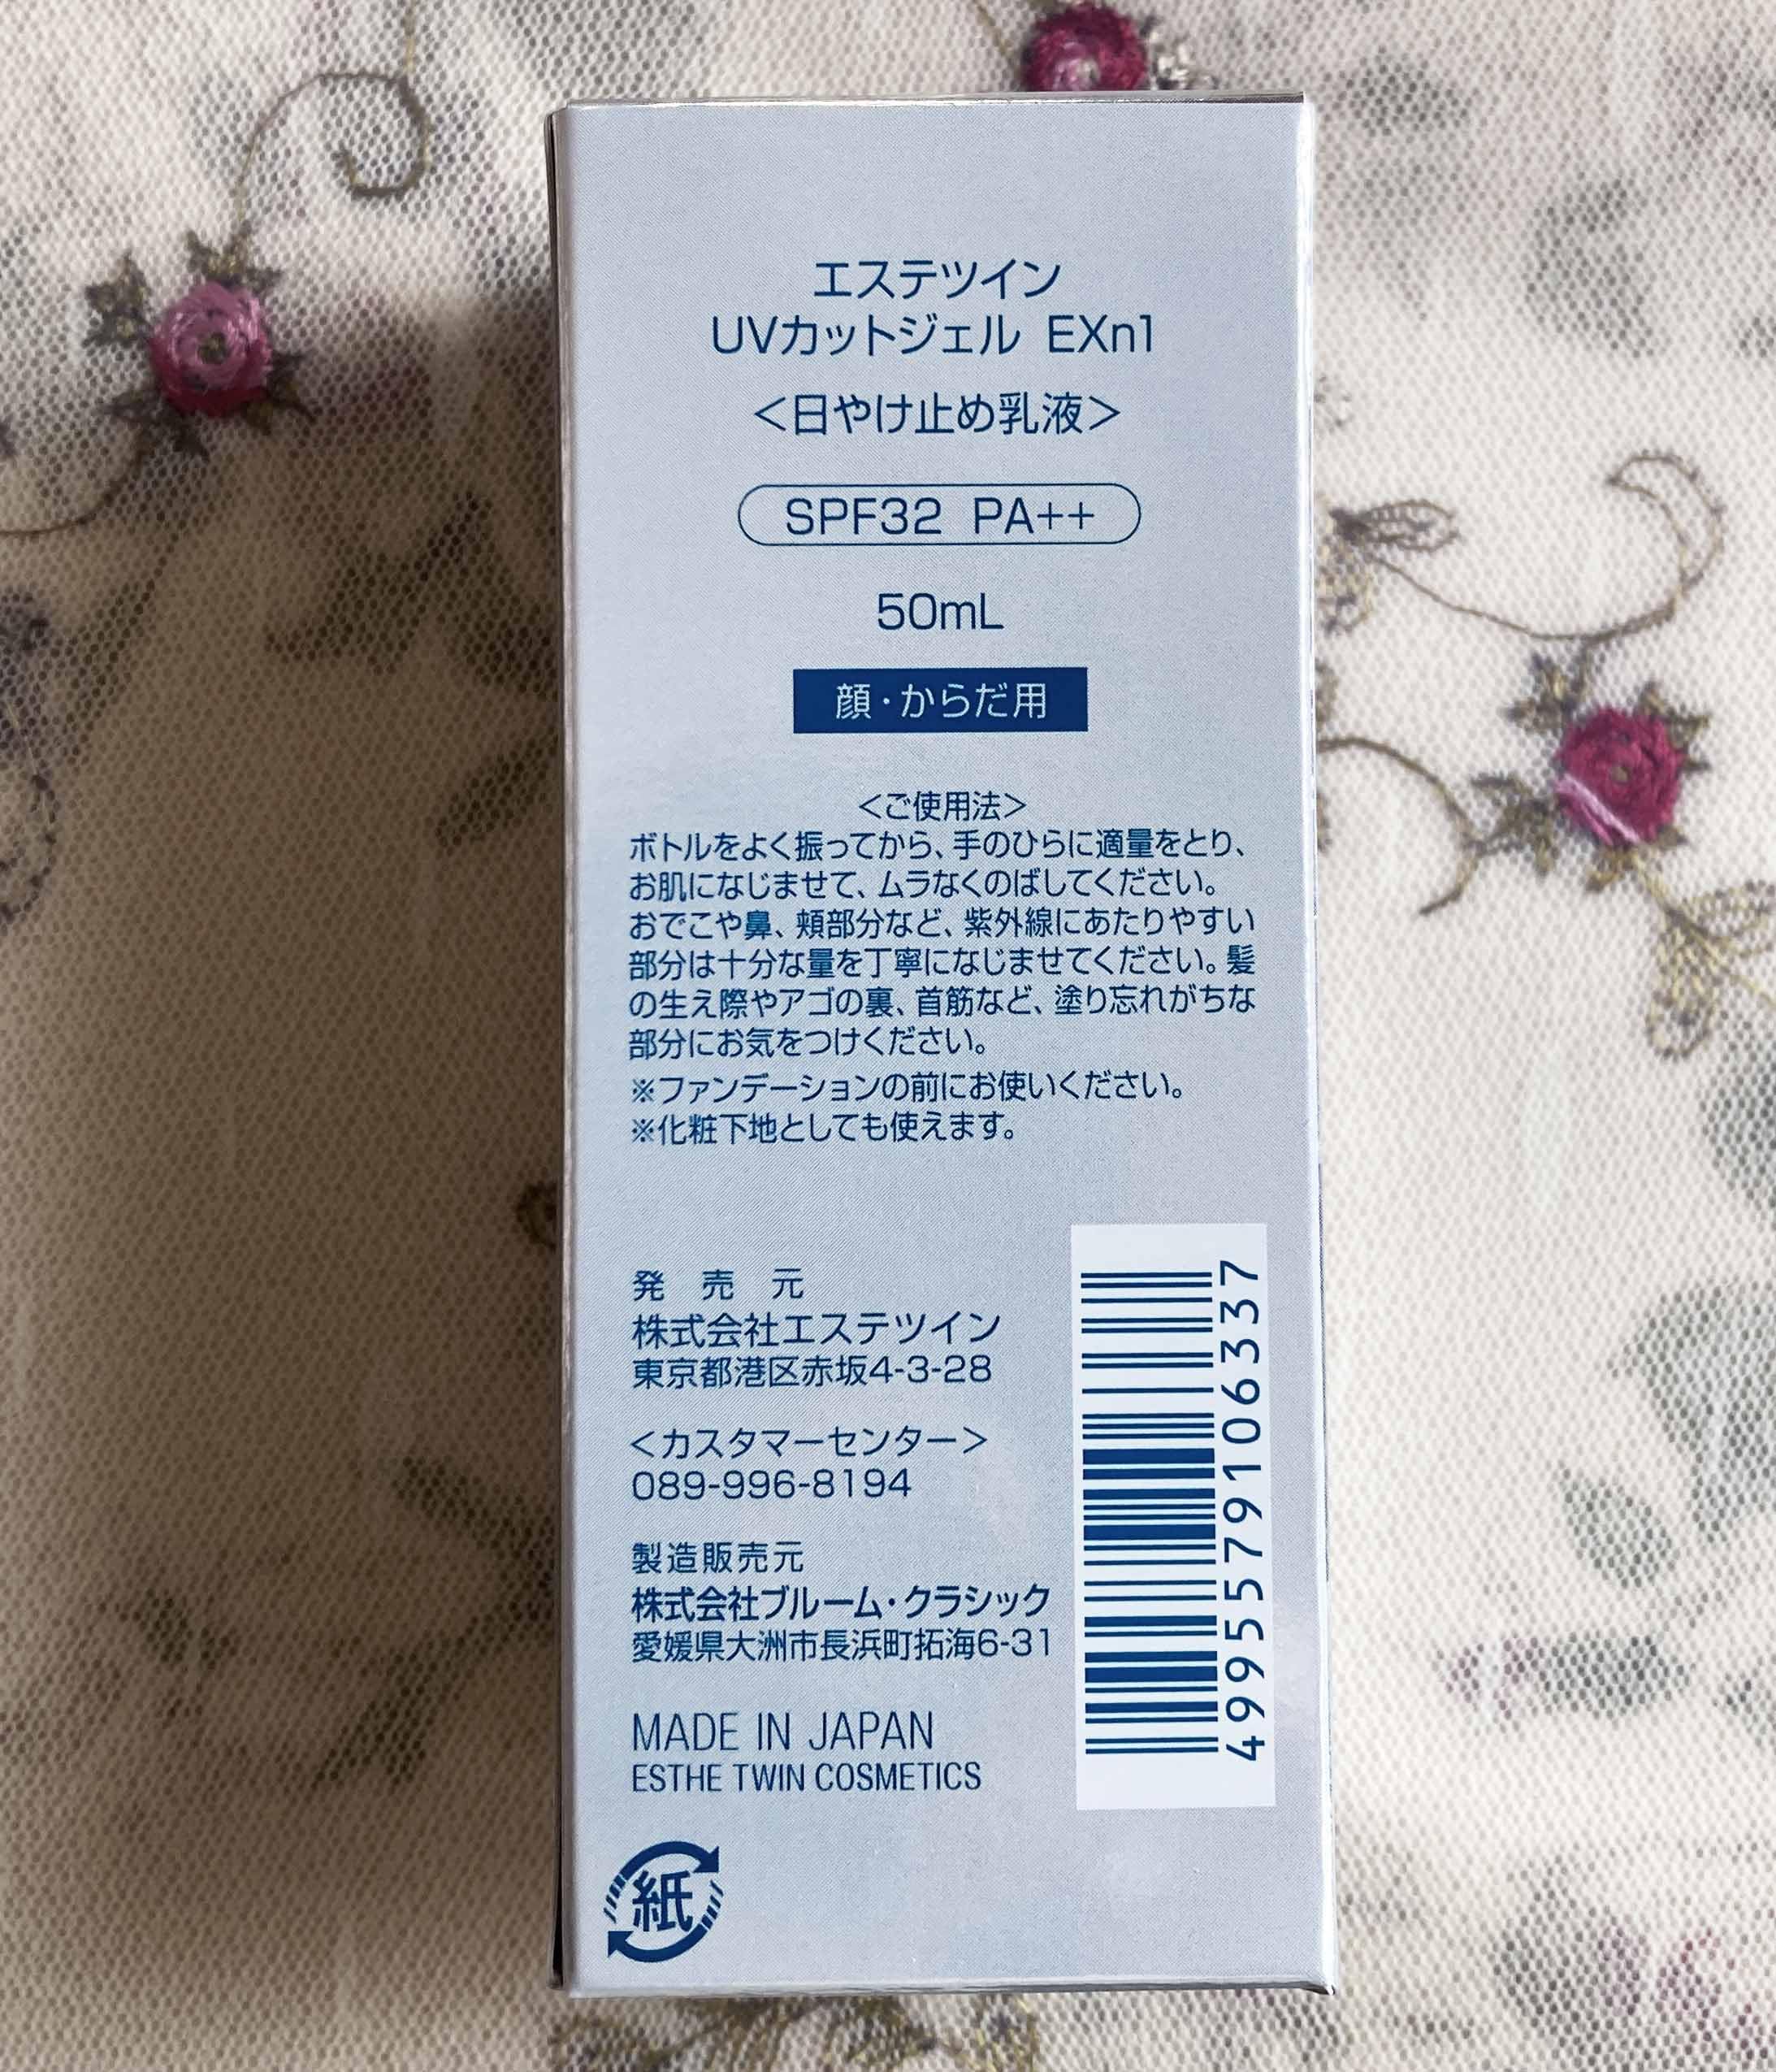 エステツイン
UVカットジェル EXn1
＜日やけ止め乳液＞
SPF32 PA++
50mL
顔・からだ用
＜ご使用法＞
ボトルをよく振ってから、手のひらに適量をとり、
お肌になじませて、ムラなくのばしてください。
おでこや鼻、頬部分など、紫外線にあたりやすい
部分は十分な量を丁寧になじませてください。髪
の生え際やアゴの裏、首筋など、塗り忘れがちな
部分にお気をつけください。
※ファンデーションの前にお使いください。
※化粧下地としても使えます。
発売元
株式会社エステツイン
東京都港区赤坂4-3-28
＜カスタマーセンター＞
089-996-8194
製造販売元
株式会社ブルーム・クラシック
愛媛県大洲市長浜町拓海6-31
MADE IN JAPAN
ESTHE TWIN COSMETICS
紙
4995579106337